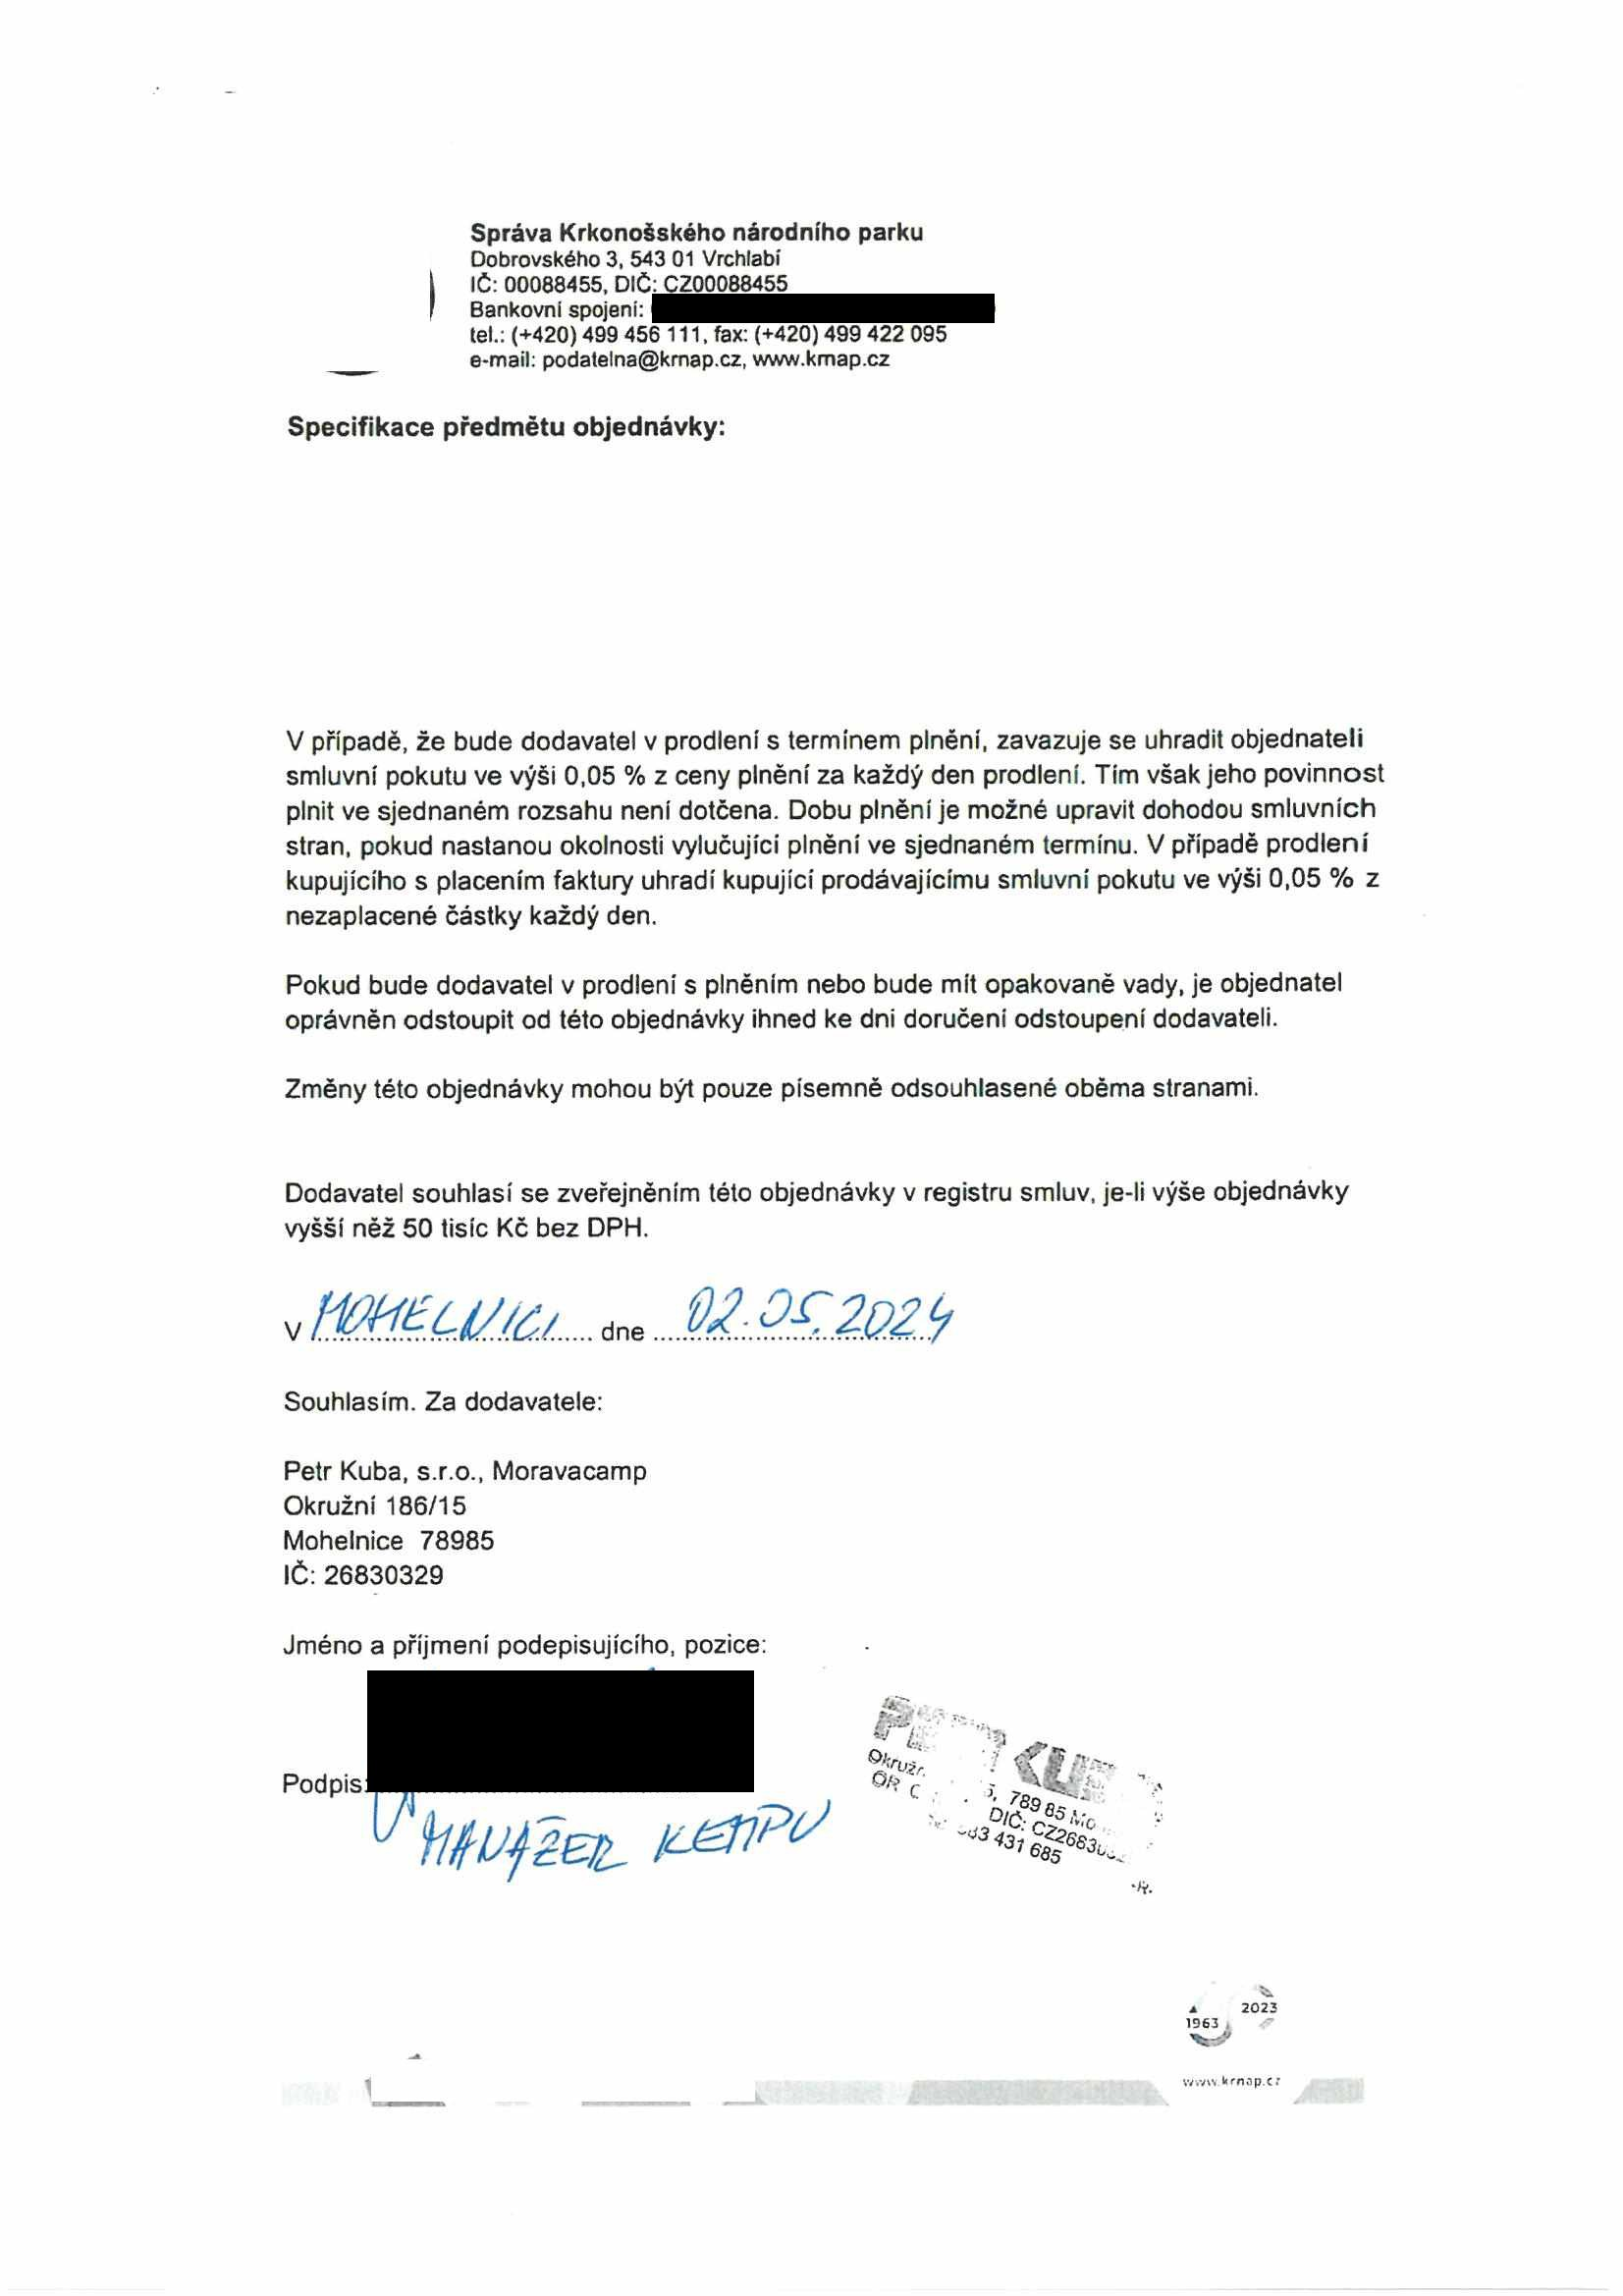 Správa Krkonošského národního parku
Dobrovského 3, 543 01 Vrchlabí
IČ: 00088455, DIČ: CZ00088455
Bankovní spojení:
tel.: (+420) 499 456 111, fax: (+420) 499 422 095
e-mail: podatelna@krnap.cz, www.krnap.cz
Specifikace předmětu objednávky:
V případě, že bude dodavatel v prodlení s termínem plnění, zavazuje se uhradit objednateli
smluvní pokutu ve výši 0,05 % z ceny plnění za každý den prodlení. Tím však jeho povinnost
plnit ve sjednaném rozsahu není dotčena. Dobu plnění je možné upravit dohodou smluvních
stran, pokud nastanou okolnosti vylučující plnění ve sjednaném termínu. V případě prodlení
kupujícího s placením faktury uhradí kupující prodávajícímu smluvní pokutu ve výši 0,05 % z
nezaplacené částky každý den.
Pokud bude dodavatel v prodlení s plněním nebo bude mít opakované vady, je objednatel
oprávněn odstoupit od této objednávky ihned ke dni doručení odstoupení dodavateli.
Změny této objednávky mohou být pouze písemně odsouhlasené oběma stranami.
Dodavatel souhlasí se zveřejněním této objednávky v registru smluv, je-li výše objednávky
vyšší něž 50 tisíc Kč bez DPH.
V MOHELNICI dne 02.05.2024
Souhlasím. Za dodavatele:
Petr Kuba, s.r.o., Moravacamp
Okružní 186/15
Mohelnice 78985
IČ: 26830329
Jméno a příjmení podepisujícího, pozice:
Podpis:
MANAŽER KEMPU
789 85
DIČ:
431 685
1963 2023
www.krnap.cz